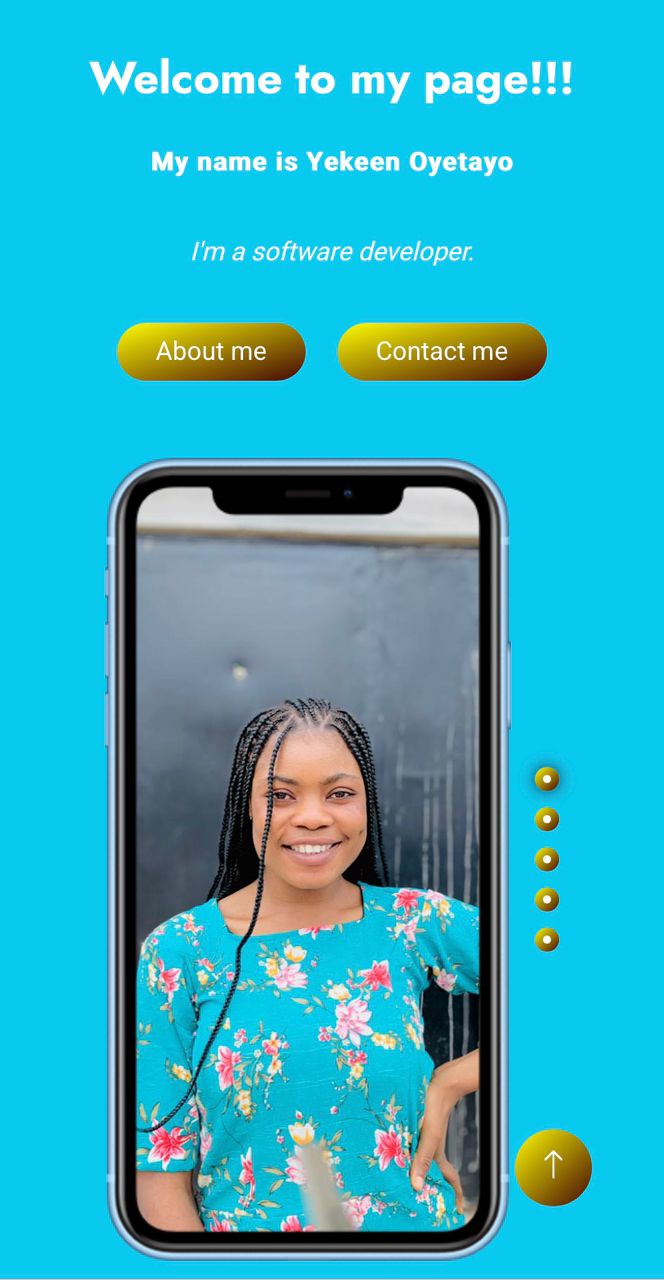 Welcome to my page!!!
My name is Yekeen Oyetayo
I'm a software developer.
About me
Contact me